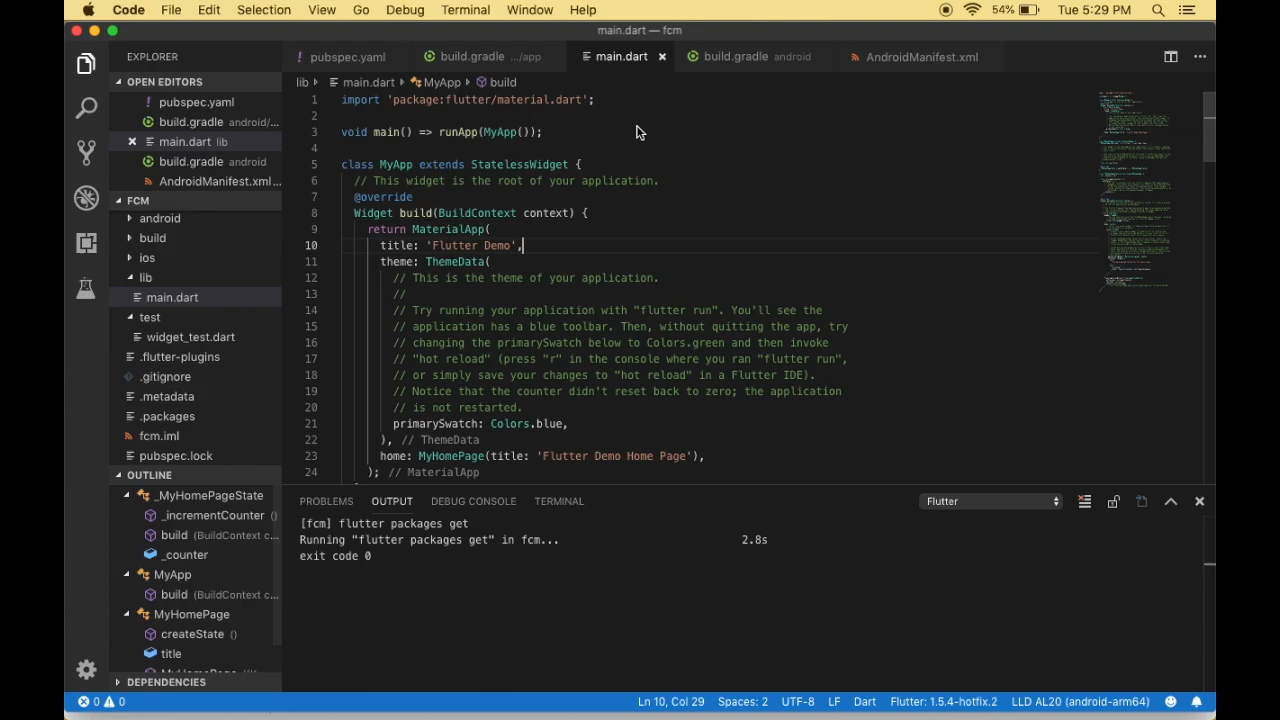 Code File Edit Selection View Go Debug Terminal Window Help 54% Tue 5:29 PM
main.dart — fcm
EXPLORER
OPEN EDITORS
! pubspec.yaml
build.gradle android/...
main.dart lib
build.gradle android
AndroidManifest.xml...
FCM
android
build
ios
lib
main.dart
test
widget_test.dart
.flutter-plugins
.gitignore
.metadata
.packages
fcm.iml
pubspec.lock
OUTLINE
_MyHomePageState
_incrementCounter ()
build (BuildContext c...
_counter
MyApp
build (BuildContext c...
MyHomePage
createState ()
title
DEPENDENCIES
! pubspec.yaml build.gradle .../app main.dart build.gradle android AndroidManifest.xml
lib main.dart MyApp build
1 import 'package:flutter/material.dart';
2
3 void main() => runApp(MyApp());
4
5 class MyApp extends StatelessWidget {
6 // This widget is the root of your application.
7 @override
8 Widget build(BuildContext context) {
9 return MaterialApp(
10 title: 'Flutter Demo',
11 theme: ThemeData(
12 // This is the theme of your application.
13 //
14 // Try running your application with "flutter run". You'll see the
15 // application has a blue toolbar. Then, without quitting the app, try
16 // changing the primarySwatch below to Colors.green and then invoke
17 // "hot reload" (press "r" in the console where you ran "flutter run",
18 // or simply save your changes to "hot reload" in a Flutter IDE).
19 // Notice that the counter didn't reset back to zero; the application
20 // is not restarted.
21 primarySwatch: Colors.blue,
22 ), // ThemeData
23 home: MyHomePage(title: 'Flutter Demo Home Page'),
24 ); // MaterialApp
PROBLEMS OUTPUT DEBUG CONSOLE TERMINAL Flutter
[fcm] flutter packages get
Running "flutter packages get" in fcm... 2.8s
exit code 0
0 0 Ln 10, Col 29 Spaces: 2 UTF-8 LF Dart Flutter: 1.5.4-hotfix.2 LLD AL20 (android-arm64)